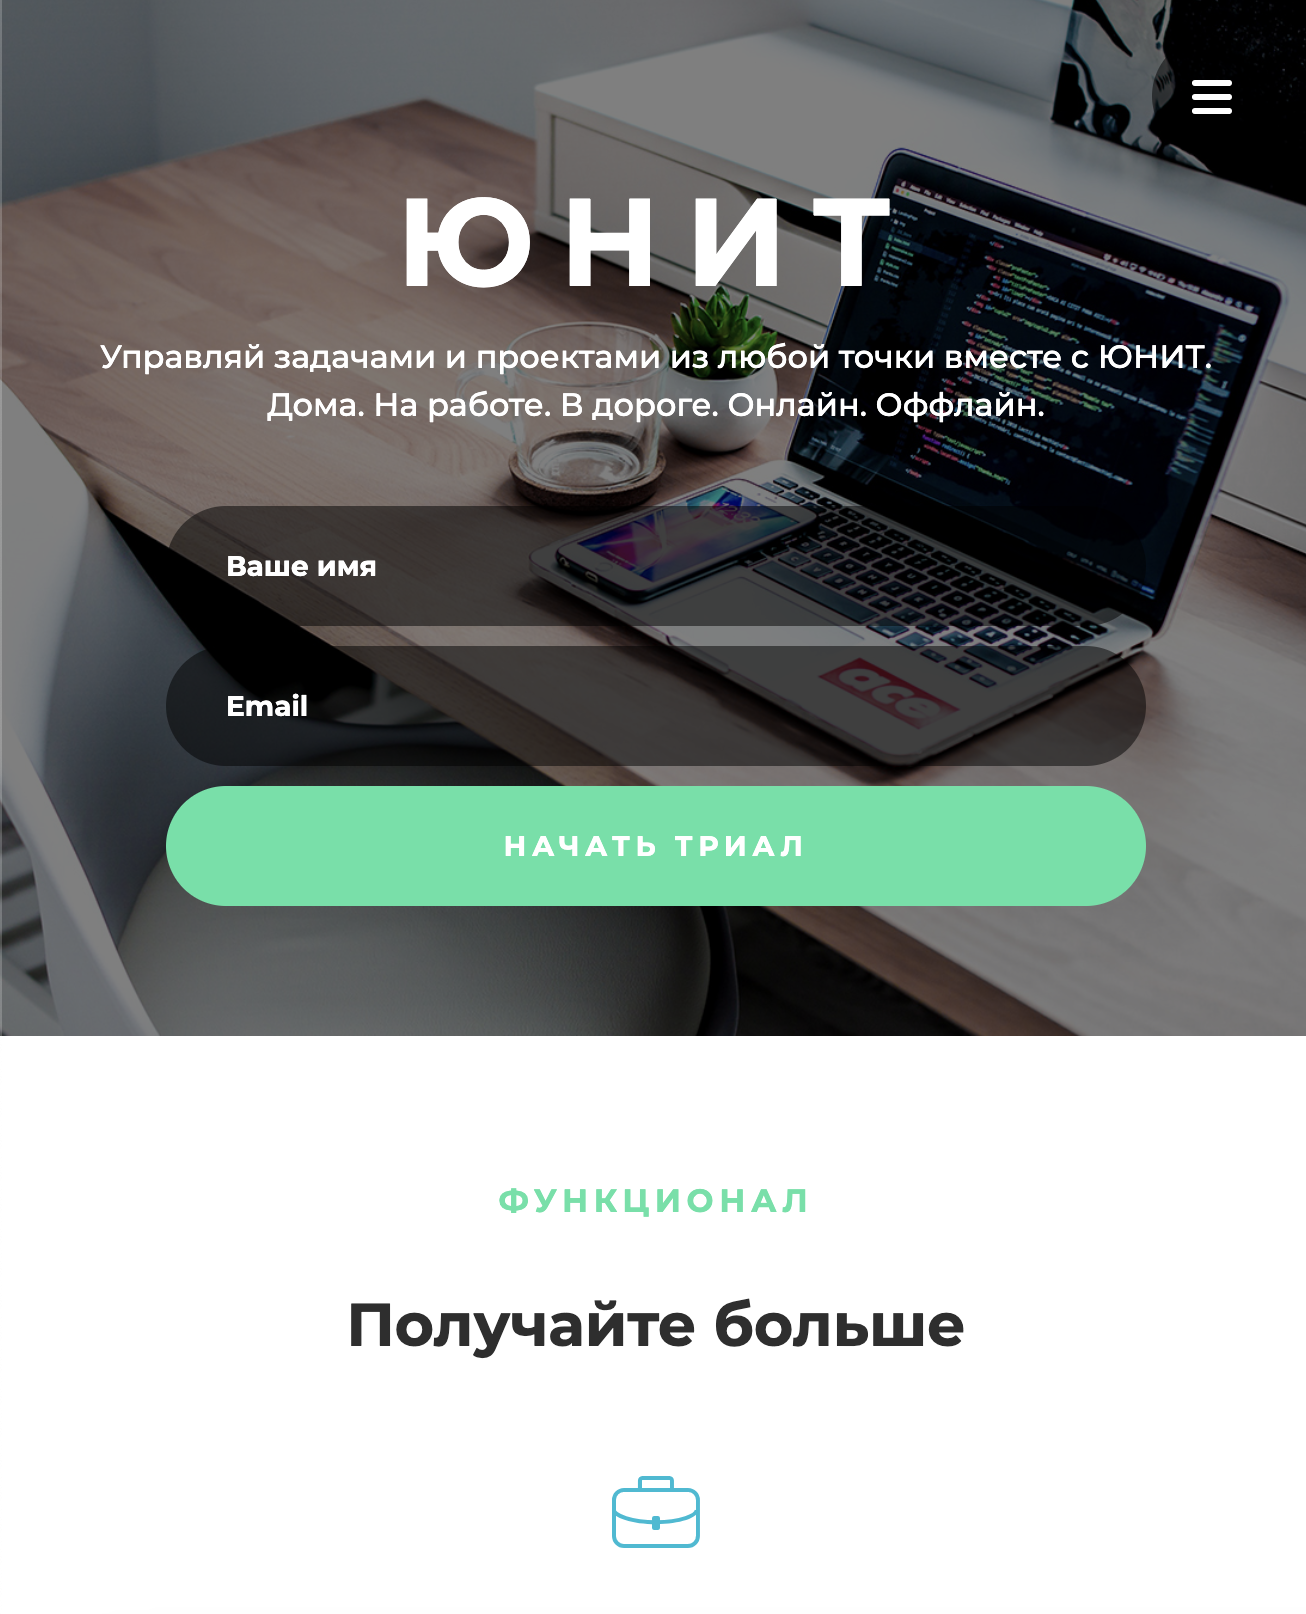 ЮНИТ
Управляй задачами и проектами из любой точки вместе с ЮНИТ.
Дома. На работе. В дороге. Онлайн. Оффлайн.
Ваше имя
Email
ace
НАЧАТЬ ТРИАЛ
ФУНКЦИОНАЛ
Получайте больше